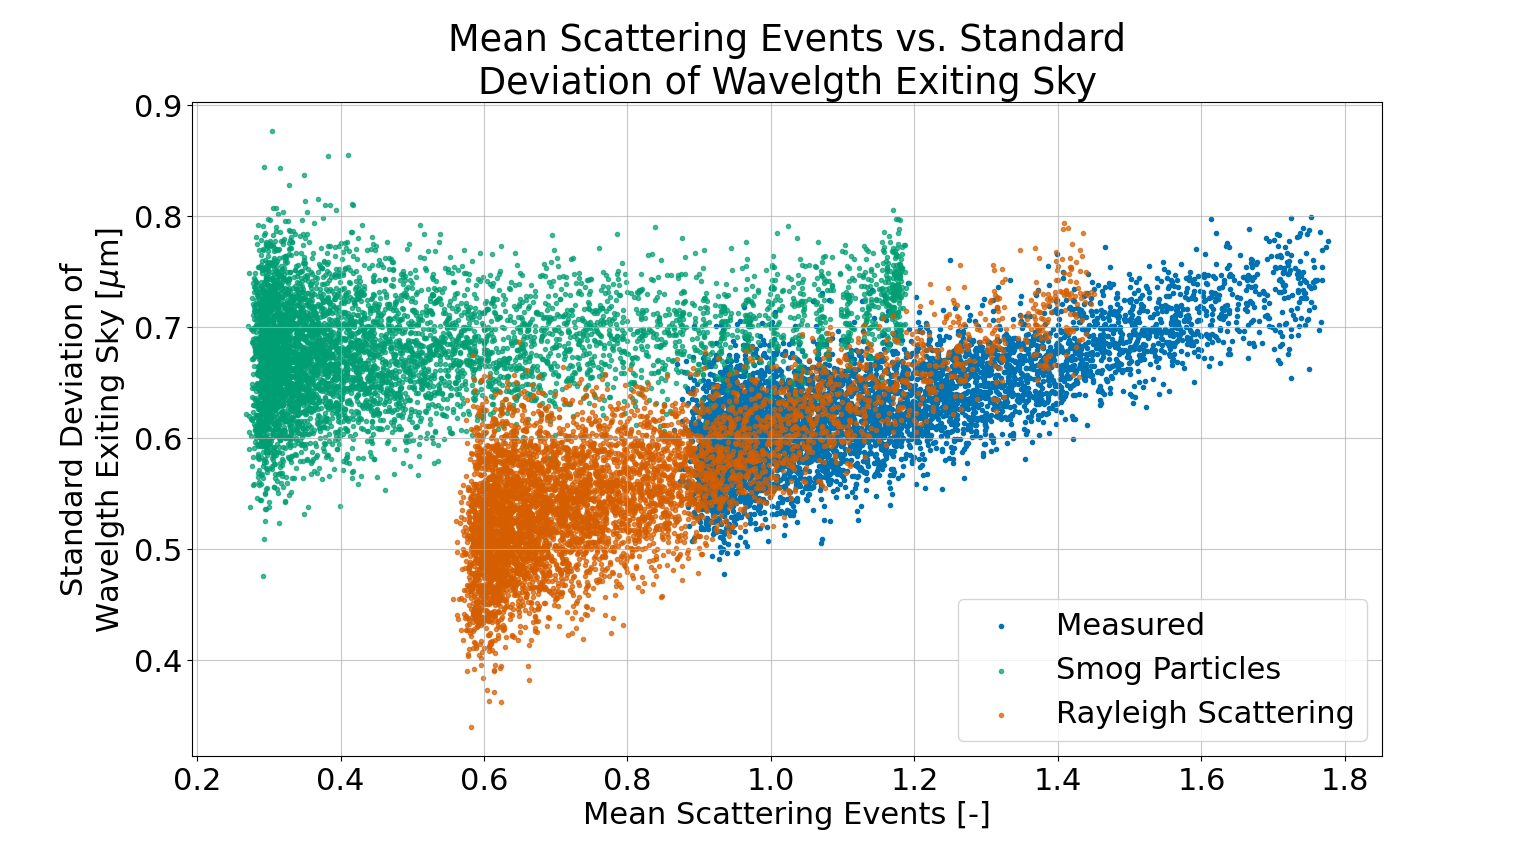 Mean Scattering Events vs. Standard
Deviation of Wavelgth Exiting Sky
Standard Deviation of
Wavelgth Exiting Sky [μm]
0.9
0.8
0.7
0.6
0.5
0.4
0.2 0.4 0.6 0.8 1.0 1.2 1.4 1.6 1.8
Mean Scattering Events [-]
Measured
Smog Particles
Rayleigh Scattering